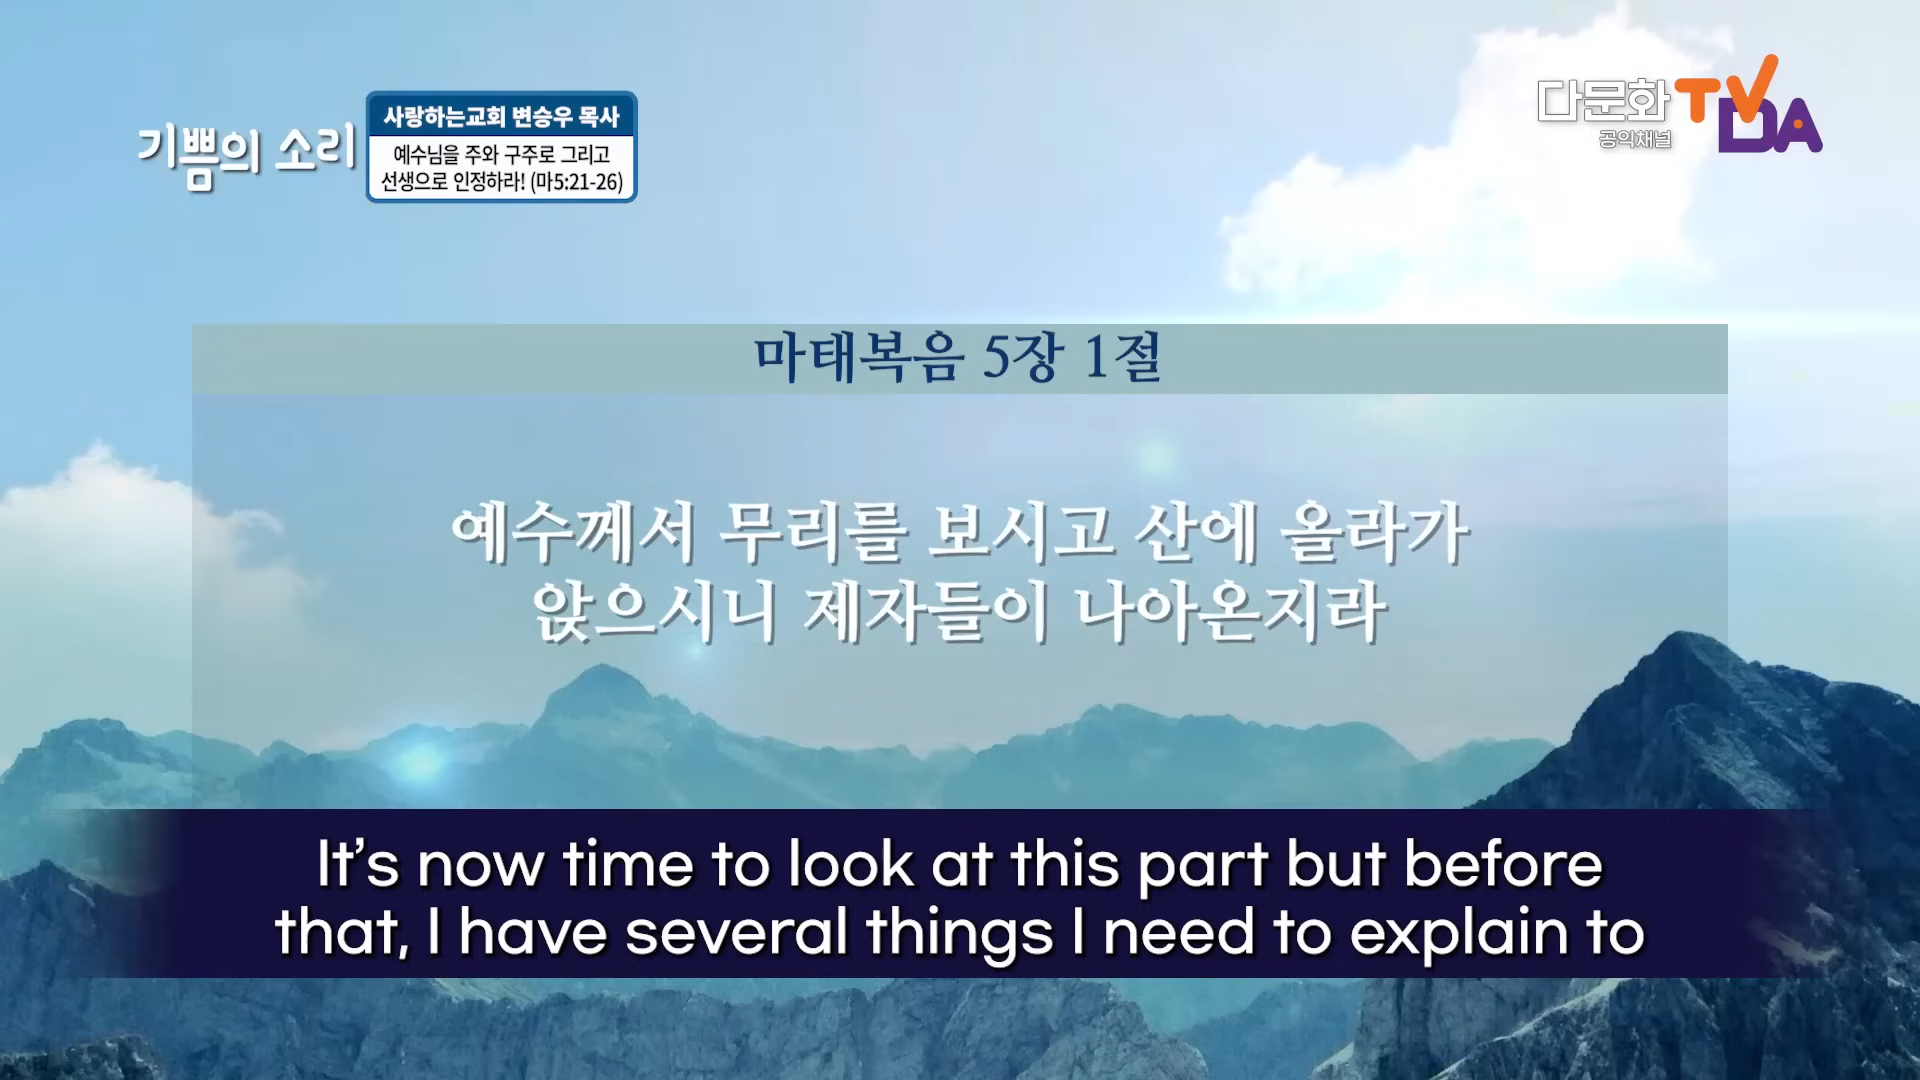 기쁨의 소리
사랑하는교회 변승우 목사
예수님을 주와 구주로 그리고
선생으로 인정하라! (마5:21-26)
다문화 TV
공익채널 DA
마태복음 5장 1절
예수께서 무리를 보시고 산에 올라가
앉으시니 제자들이 나아온지라
It’s now time to look at this part but before
that, I have several things I need to explain to